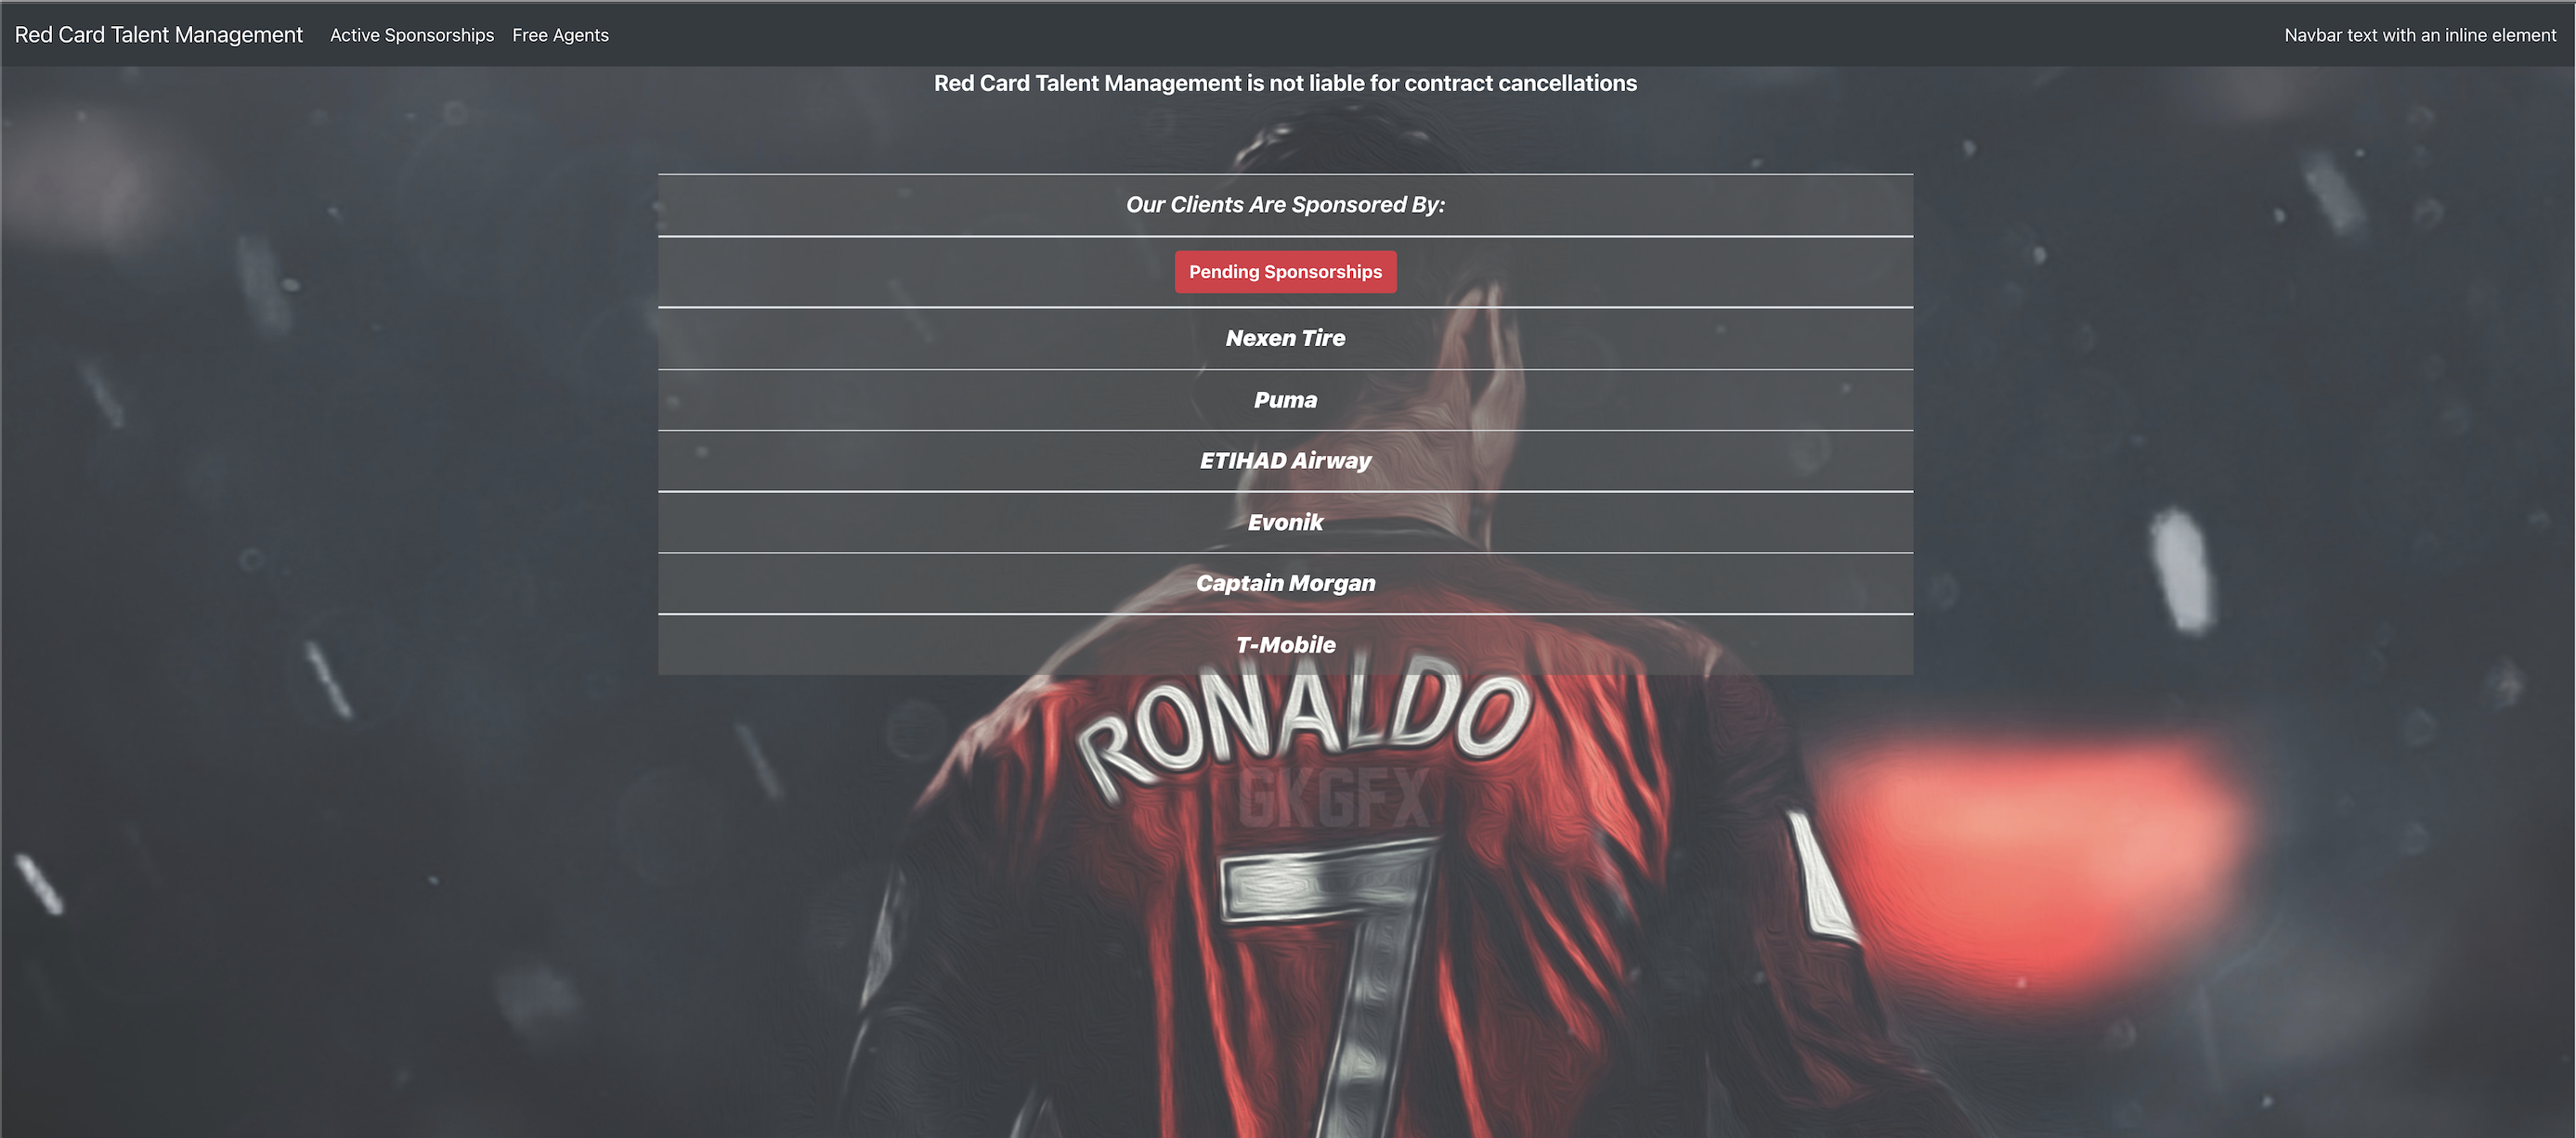 Red Card Talent Management Active Sponsorships Free Agents Navbar text with an inline element
Red Card Talent Management is not liable for contract cancellations
Our Clients Are Sponsored By:
Pending Sponsorships
Nexen Tire
Puma
ETIHAD Airway
Evonik
Captain Morgan
T-Mobile
RONALDO
GKGFX
7